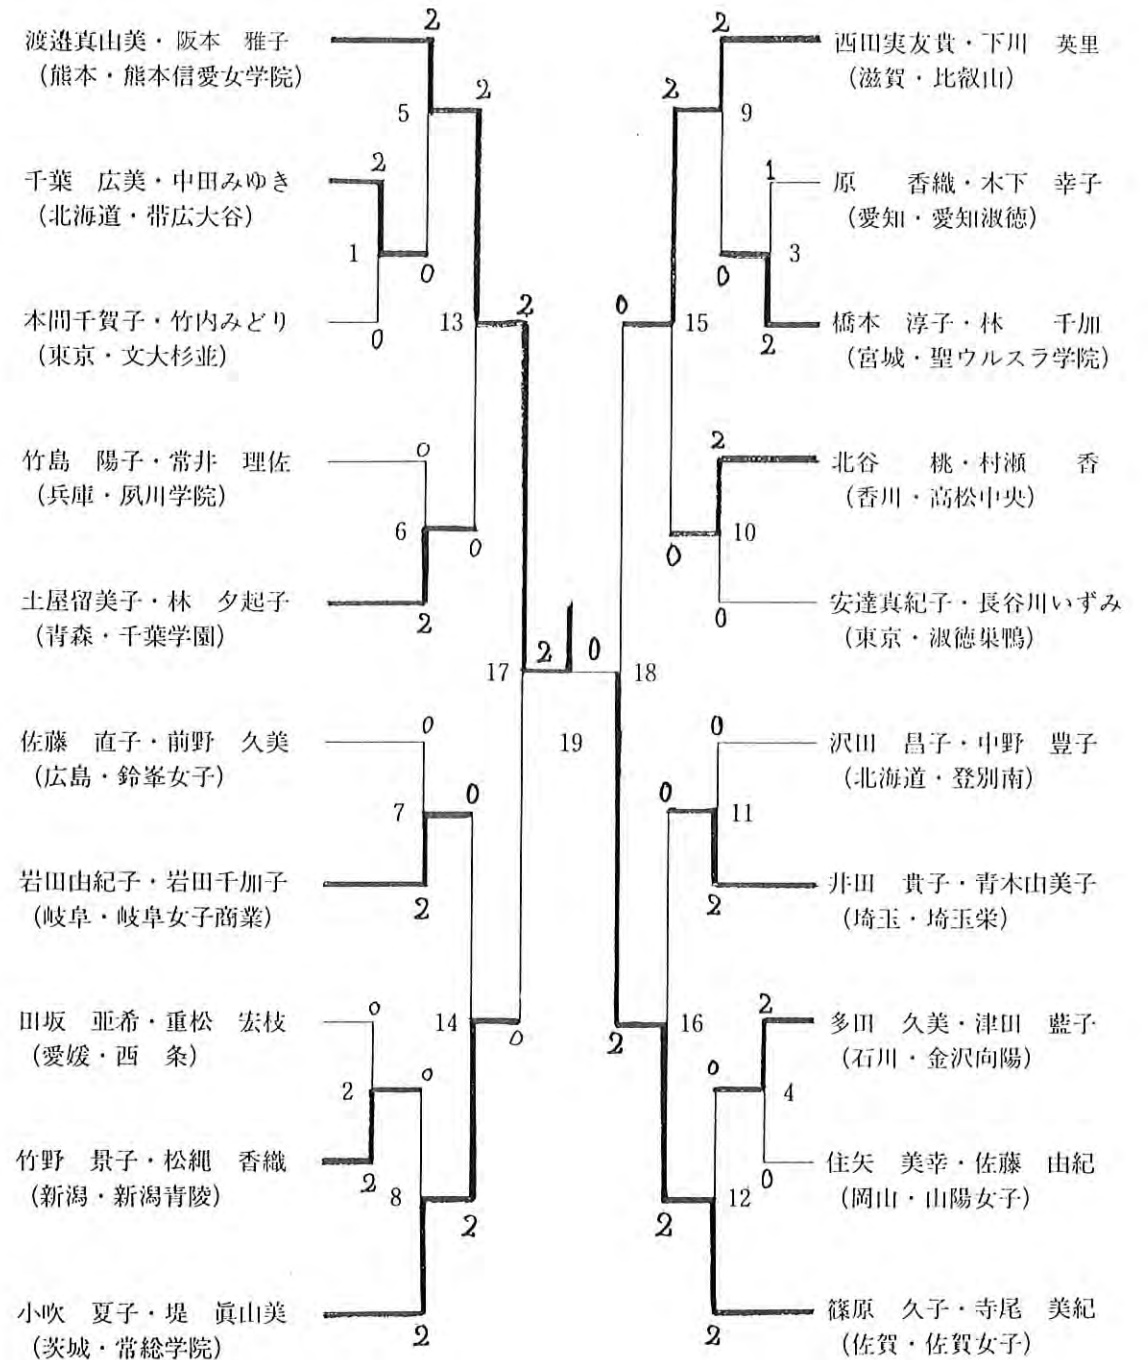 渡邉真由美・阪本 雅子
(熊本・熊本信愛女学院)
千葉 広美・中田みゆき
(北海道・帯広大谷)
本間千賀子・竹内みどり
(東京・文大杉並)
竹島 陽子・常井 理佐
(兵庫・夙川学院)
土屋留美子・林 夕起子
(青森・千葉学園)
佐藤 直子・前野 久美
(広島・鈴峯女子)
岩田由紀子・岩田千加子
(岐阜・岐阜女子商業)
田坂 亜希・重松 宏枝
(愛媛・西 条)
竹野 景子・松縄 香織
(新潟・新潟青陵)
小吹 夏子・堤 眞由美
(茨城・常総学院)
2
5
2
2
1
0
0
13
2
0
6
0
2
17
2
0
7
0
2
0
14
0
2
0
2
8
2
2
19
2
2
9
1
3
0
2
0
15
2
10
0
0
0
18
0
0
11
2
2
16
2
0
4
0
12
2
2
西田実友貴・下川 英里
(滋賀・比叡山)
原 香織・木下 幸子
(愛知・愛知淑徳)
橋本 淳子・林 千加
(宮城・聖ウルスラ学院)
北谷 桃・村瀬 香
(香川・高松中央)
安達真紀子・長谷川いずみ
(東京・淑徳巣鴨)
沢田 昌子・中野 豊子
(北海道・登別南)
井田 貴子・青木由美子
(埼玉・埼玉栄)
多田 久美・津田 藍子
(石川・金沢向陽)
住矢 美幸・佐藤 由紀
(岡山・山陽女子)
篠原 久子・寺尾 美紀
(佐賀・佐賀女子)